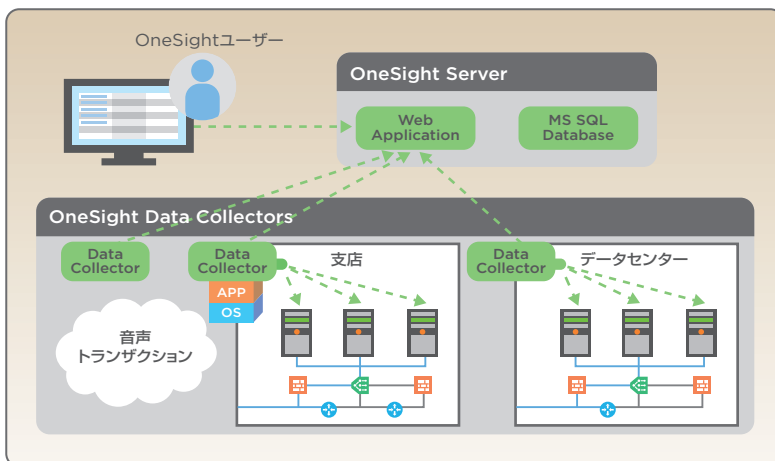 OneSightユーザー
OneSight Server
Web
Application
MS SQL
Database
OneSight Data Collectors
Data
Collector
Data
Collector
APP
OS
支店
Data
Collector
データセンター
音声
トランザクション